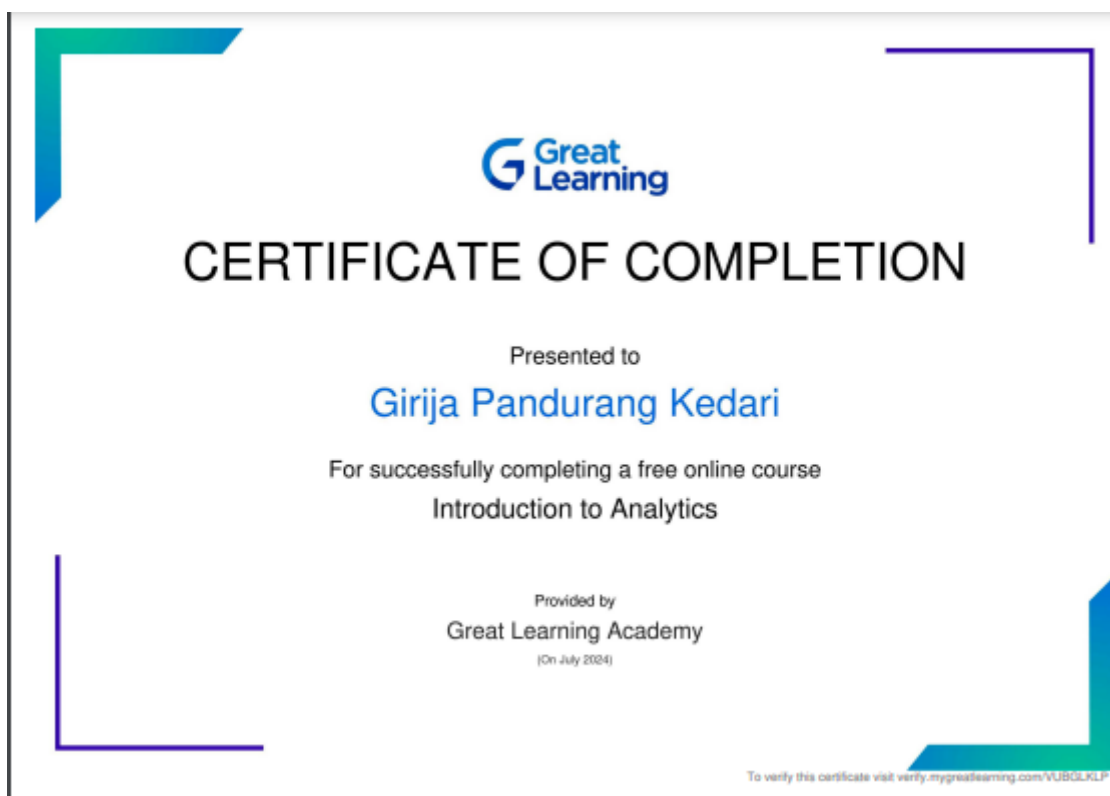 Great
Learning
CERTIFICATE OF COMPLETION
Presented to
Girija Pandurang Kedari
For successfully completing a free online course
Introduction to Analytics
Provided by
Great Learning Academy
(On July 2024)
To verify this certificate visit verify.mygreatlearning.com/VUBGLKLP